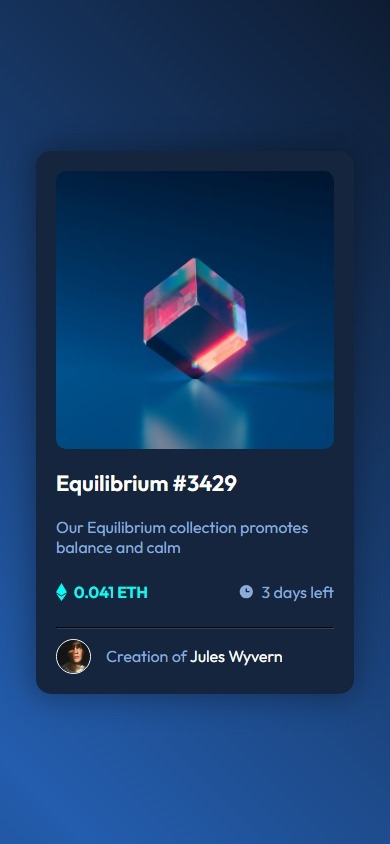 Equilibrium #3429
Our Equilibrium collection promotes
balance and calm
0.041 ETH
3 days left
Creation of Jules Wyvern